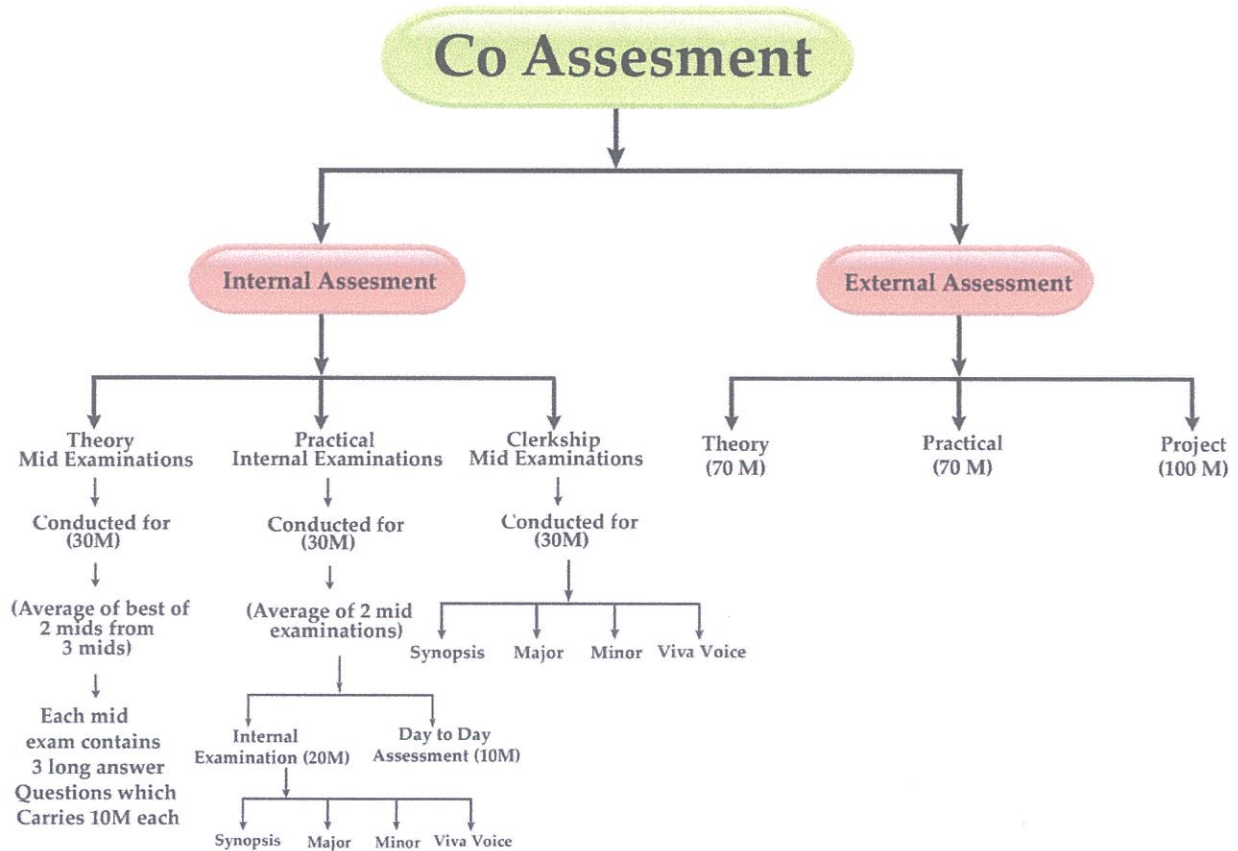 Co Assesment
Internal Assesment
External Assessment
Theory
Mid Examinations
Practical
Internal Examinations
Clerkship
Mid Examinations
Theory
(70 M)
Practical
(70 M)
Project
(100 M)
Conducted for
(30M)
Conducted for
(30M)
Conducted for
(30M)
(Average of best of
2 mids from
3 mids)
(Average of 2 mid
examinations)
Synopsis
Major
Minor
Viva Voice
Each mid
exam contains
3 long answer
Questions which
Carries 10M each
Internal
Examination (20M)
Day to Day
Assessment (10M)
Synopsis
Major
Minor
Viva Voice